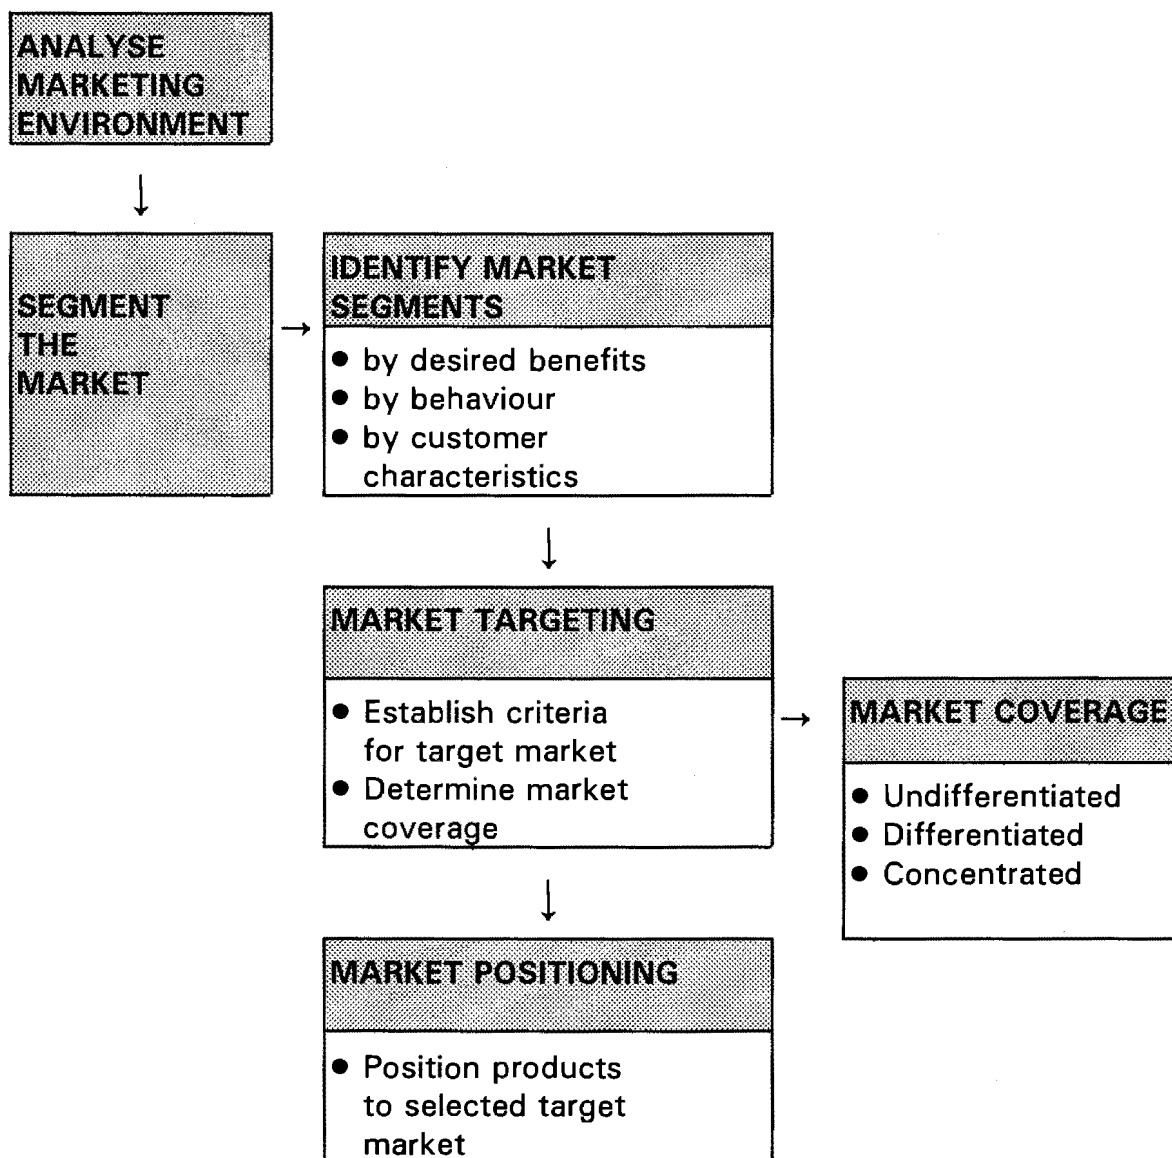 ANALYSE
MARKETING
ENVIRONMENT
↓
SEGMENT
THE
MARKET
→
IDENTIFY MARKET
SEGMENTS
● by desired benefits
● by behaviour
● by customer
characteristics
↓
MARKET TARGETING
● Establish criteria
for target market
● Determine market
coverage
→
MARKET COVERAGE
● Undifferentiated
● Differentiated
● Concentrated
↓
MARKET POSITIONING
● Position products
to selected target
market